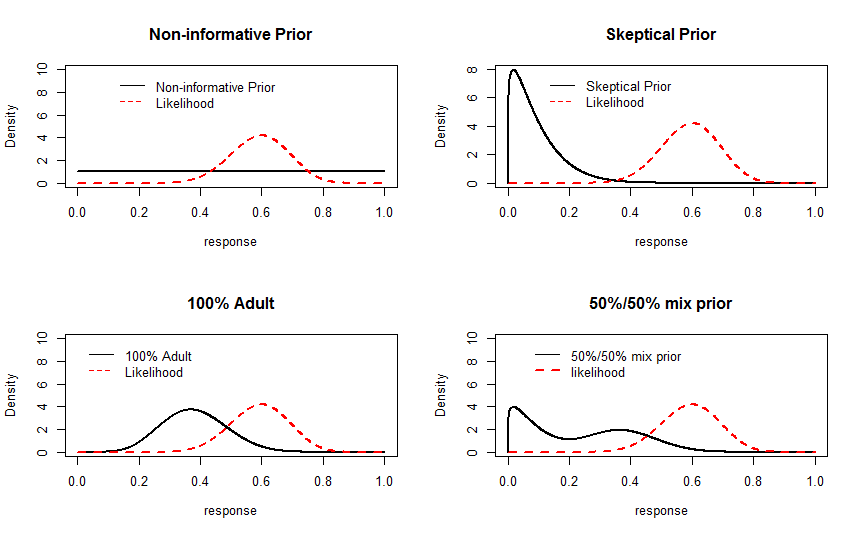 Non-informative Prior
Density
10
8
6
4
2
0
Non-informative Prior
Likelihood
0.0 0.2 0.4 0.6 0.8 1.0
response
Skeptical Prior
Density
8
6
4
2
0
Skeptical Prior
Likelihood
0.0 0.2 0.4 0.6 0.8 1.0
response
100% Adult
Density
10
8
6
4
2
0
100% Adult
Likelihood
0.0 0.2 0.4 0.6 0.8 1.0
response
50%/50% mix prior
Density
10
8
6
4
2
0
50%/50% mix prior
likelihood
0.0 0.2 0.4 0.6 0.8 1.0
response